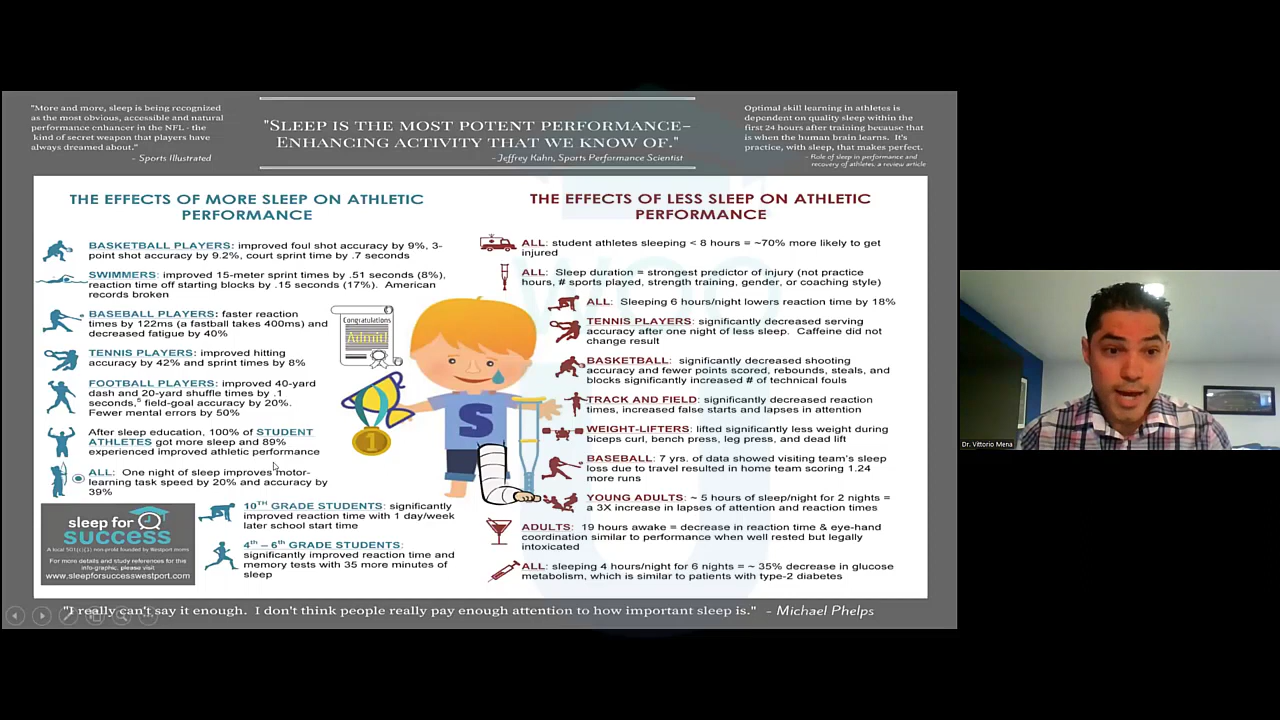 "More and more, sleep is being recognized
as the most obvious, accessible and natural
performance enhancer in the NFL - the
kind of secret weapon that players have
always dreamed about."
- Sports Illustrated
"SLEEP IS THE MOST POTENT PERFORMANCE-
ENHANCING ACTIVITY THAT WE KNOW OF."
- Jeffrey Kahn, Sports Performance Scientist
Optimal skill learning in athletes is
dependent on quality sleep within the
first 24 hours after training because that
is when the human brain learns. It's
practice, with sleep, that makes perfect.
- Role of sleep in performance and
recovery of athletes: a review article
THE EFFECTS OF MORE SLEEP ON ATHLETIC
PERFORMANCE
BASKETBALL PLAYERS: improved foul shot accuracy by 9%, 3-
point shot accuracy by 9.2%, court sprint time by .7 seconds
SWIMMERS: improved 15-meter sprint times by .51 seconds (8%),
reaction time off starting blocks by .15 seconds (17%). American
records broken
BASEBALL PLAYERS: faster reaction
times by 122ms (a fastball takes 400ms) and
decreased fatigue by 40%
TENNIS PLAYERS: improved hitting
accuracy by 42% and sprint times by 8%
FOOTBALL PLAYERS: improved 40-yard
dash and 20-yard shuttle times by .1
seconds,⁵ field-goal accuracy by 20%.
Fewer mental errors by 50%
After sleep education, 100% of STUDENT
ATHLETES got more sleep and 89%
experienced improved athletic performance
ALL: One night of sleep improves motor-
learning task speed by 20% and accuracy by
39%
10TH GRADE STUDENTS: significantly
improved reaction time with 1 day/week
later school start time
4th – 6th GRADE STUDENTS:
significantly improved reaction time and
memory tests with 35 more minutes of
sleep
Congratulations
S
1
sleep for
success
A local 501(c)(3) non-profit founded by Westport moms
For more details and study references for this
info-graphic, please visit
www.sleepforsuccesswestport.com
THE EFFECTS OF LESS SLEEP ON ATHLETIC
PERFORMANCE
ALL: student athletes sleeping < 8 hours = ~70% more likely to get
injured
ALL: Sleep duration = strongest predictor of injury (not practice
hours, # sports played, strength training, gender, or coaching style)
ALL: Sleeping 6 hours/night lowers reaction time by 18%
TENNIS PLAYERS: significantly decreased serving
accuracy after one night of less sleep. Caffeine did not
change result
BASKETBALL: significantly decreased shooting
accuracy and fewer points scored, rebounds, steals, and
blocks significantly increased # of technical fouls
TRACK AND FIELD: significantly decreased reaction
times, increased false starts and lapses in attention
WEIGHT-LIFTERS: lifted significantly less weight during
biceps curl, bench press, leg press, and dead lift
BASEBALL: 7 yrs. of data showed visiting team's sleep
loss due to travel resulted in home team scoring 1.24
more runs
YOUNG ADULTS: ~ 5 hours of sleep/night for 2 nights =
a 3X increase in lapses of attention and reaction times
ADULTS: 19 hours awake = decrease in reaction time & eye-hand
coordination similar to performance when well rested but legally
intoxicated
ALL: sleeping 4 hours/night for 6 nights = ~ 35% decrease in glucose
metabolism, which is similar to patients with type-2 diabetes
"I really can't say it enough. I don't think people really pay enough attention to how important sleep is." - Michael Phelps
Dr. Vittorio Mena